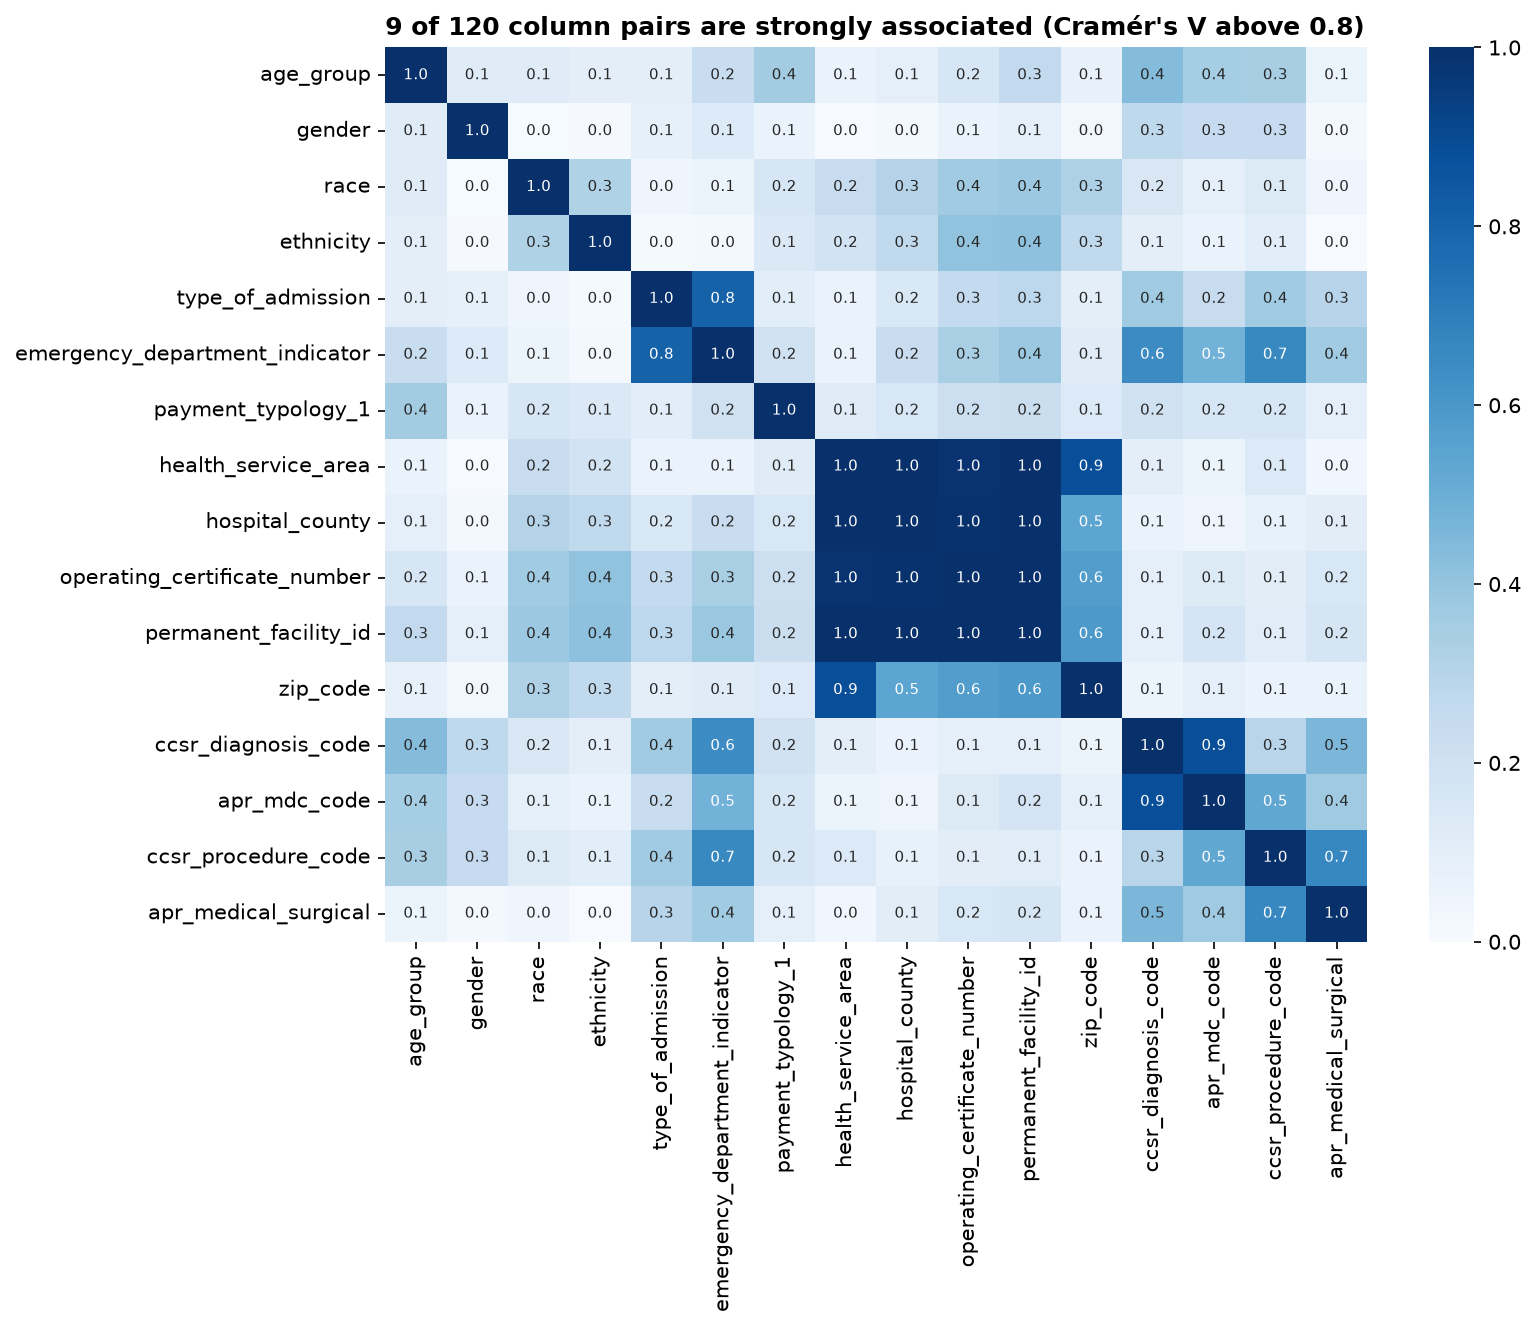 9 of 120 column pairs are strongly associated (Cramér's V above 0.8)
age_group 1.0 0.1 0.1 0.1 0.1 0.2 0.4 0.1 0.1 0.2 0.3 0.1 0.4 0.4 0.3 0.1
gender 0.1 1.0 0.0 0.0 0.1 0.1 0.1 0.0 0.0 0.1 0.1 0.0 0.3 0.3 0.3 0.0
race 0.1 0.0 1.0 0.3 0.0 0.1 0.2 0.2 0.3 0.4 0.4 0.3 0.2 0.1 0.1 0.0
ethnicity 0.1 0.0 0.3 1.0 0.0 0.0 0.1 0.2 0.3 0.4 0.4 0.3 0.1 0.1 0.1 0.0
type_of_admission 0.1 0.1 0.0 0.0 1.0 0.8 0.1 0.1 0.2 0.3 0.3 0.1 0.4 0.2 0.4 0.3
emergency_department_indicator 0.2 0.1 0.1 0.0 0.8 1.0 0.2 0.1 0.2 0.3 0.4 0.1 0.6 0.5 0.7 0.4
payment_typology_1 0.4 0.1 0.2 0.1 0.1 0.2 1.0 0.1 0.2 0.2 0.2 0.1 0.2 0.2 0.2 0.1
health_service_area 0.1 0.0 0.2 0.2 0.1 0.1 0.1 1.0 1.0 1.0 1.0 0.9 0.1 0.1 0.1 0.0
hospital_county 0.1 0.0 0.3 0.3 0.2 0.2 0.2 1.0 1.0 1.0 1.0 0.5 0.1 0.1 0.1 0.1
operating_certificate_number 0.2 0.1 0.4 0.4 0.3 0.3 0.2 1.0 1.0 1.0 1.0 0.6 0.1 0.1 0.1 0.2
permanent_facility_id 0.3 0.1 0.4 0.4 0.3 0.4 0.2 1.0 1.0 1.0 1.0 0.6 0.1 0.2 0.1 0.2
zip_code 0.1 0.0 0.3 0.3 0.1 0.1 0.1 0.9 0.5 0.6 0.6 1.0 0.1 0.1 0.1 0.1
ccsr_diagnosis_code 0.4 0.3 0.2 0.1 0.4 0.6 0.2 0.1 0.1 0.1 0.1 0.1 1.0 0.9 0.3 0.5
apr_mdc_code 0.4 0.3 0.1 0.1 0.2 0.5 0.2 0.1 0.1 0.1 0.2 0.1 0.9 1.0 0.5 0.4
ccsr_procedure_code 0.3 0.3 0.1 0.1 0.4 0.7 0.2 0.1 0.1 0.1 0.1 0.1 0.3 0.5 1.0 0.7
apr_medical_surgical 0.1 0.0 0.0 0.0 0.3 0.4 0.1 0.0 0.1 0.2 0.2 0.1 0.5 0.4 0.7 1.0
age_group
gender
race
ethnicity
type_of_admission
emergency_department_indicator
payment_typology_1
health_service_area
hospital_county
operating_certificate_number
permanent_facility_id
zip_code
ccsr_diagnosis_code
apr_mdc_code
ccsr_procedure_code
apr_medical_surgical
1.0
0.8
0.6
0.4
0.2
0.0